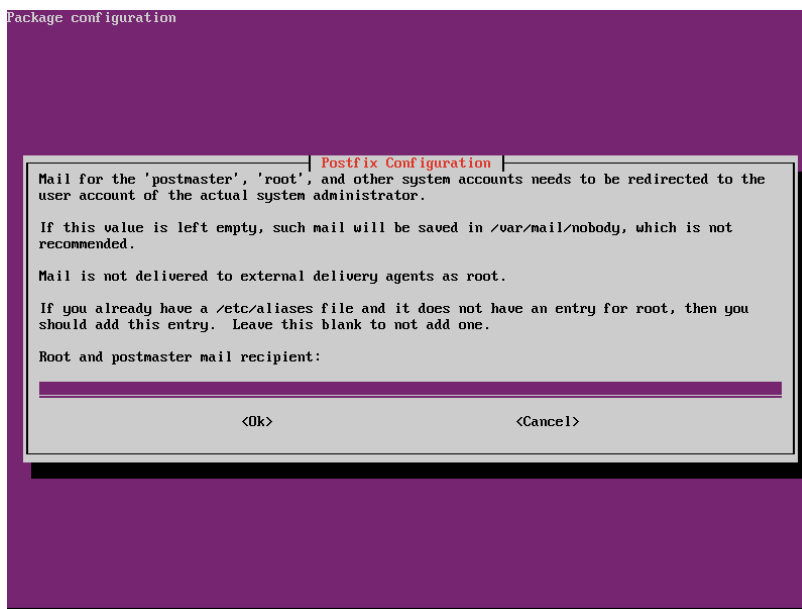 Package configuration
Postfix Configuration
Mail for the 'postmaster', 'root', and other system accounts needs to be redirected to the
user account of the actual system administrator.
If this value is left empty, such mail will be saved in /var/mail/nobody, which is not
recommended.
Mail is not delivered to external delivery agents as root.
If you already have a /etc/aliases file and it does not have an entry for root, then you
should add this entry.  Leave this blank to not add one.
Root and postmaster mail recipient:
<Ok> <Cancel>